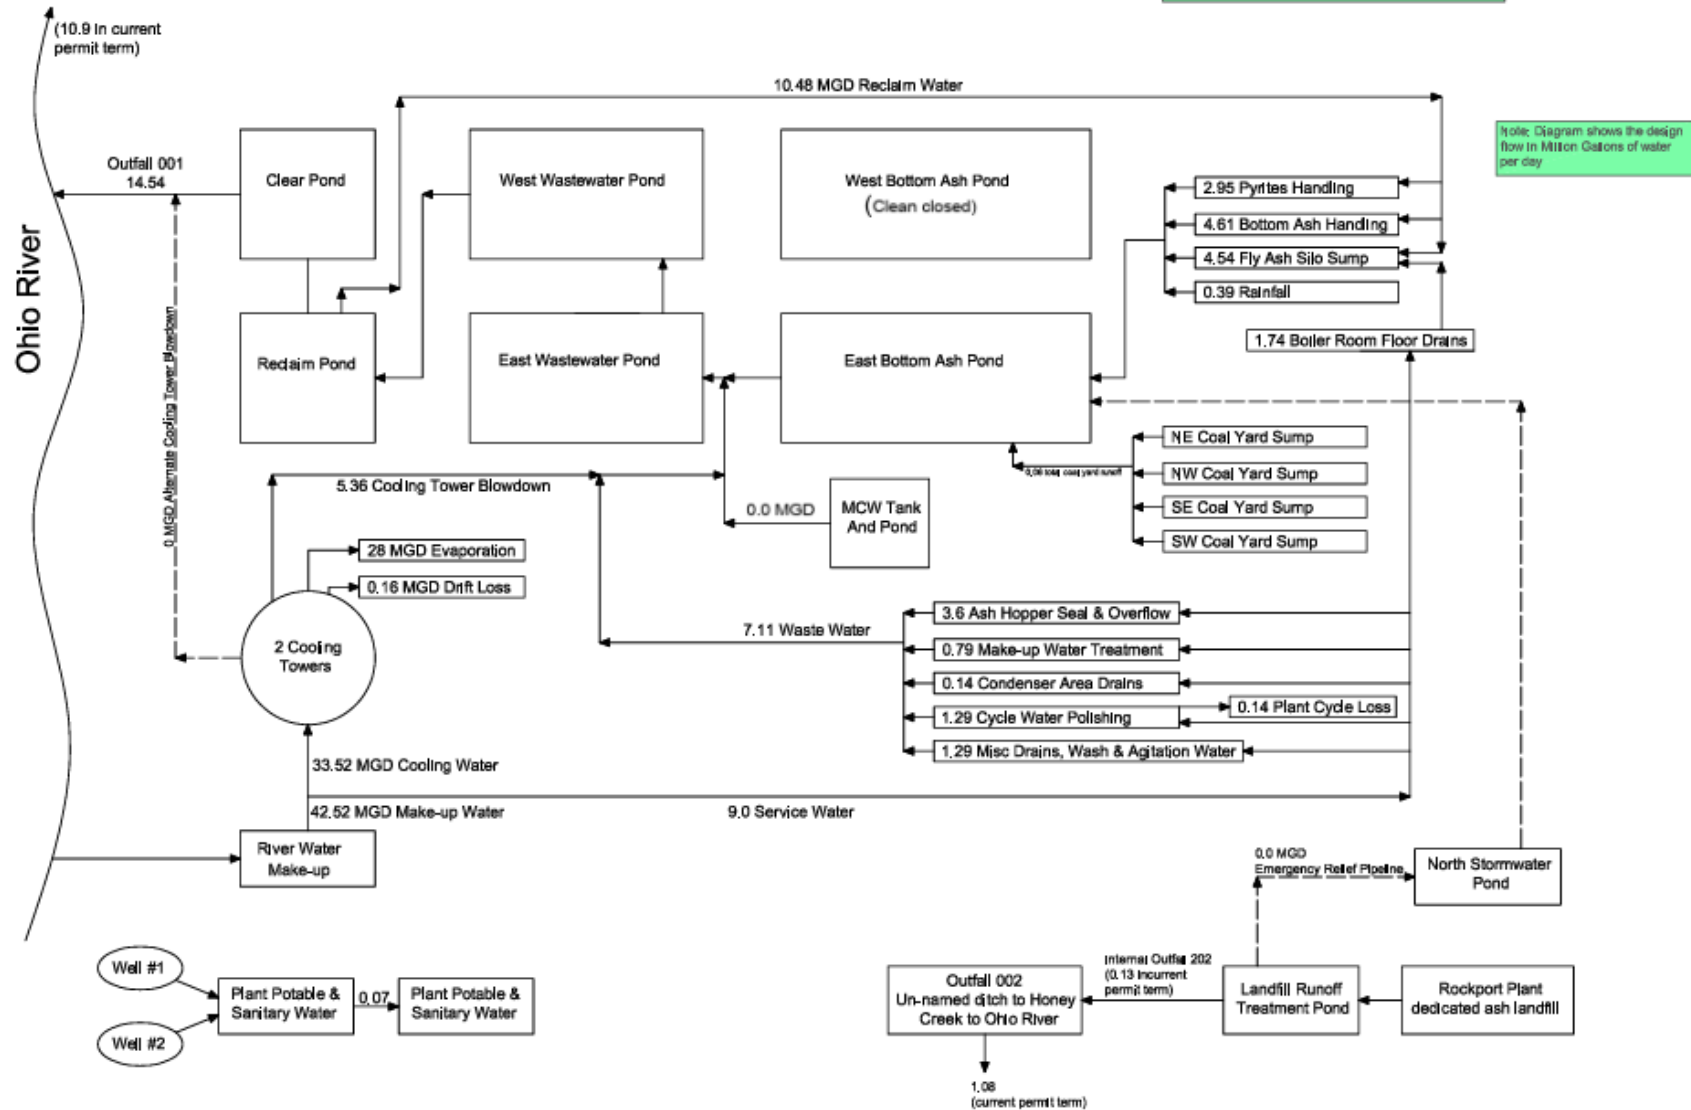 (10.9 in current
permit term)
10.48 MGD Reclaim Water
Note: Diagram shows the design
flow in Million Gallons of water
per day
Outfall 001
14.54
Clear Pond
West Wastewater Pond
West Bottom Ash Pond
(Clean closed)
2.95 Pyrites Handling
4.61 Bottom Ash Handling
4.54 Fly Ash Silo Sump
0.39 Rainfall
Ohio River
0 MGD Alternate Cooling Tower Blowdown
1.74 Boiler Room Floor Drains
Reclaim Pond
East Wastewater Pond
East Bottom Ash Pond
NE Coal Yard Sump
NW Coal Yard Sump
SE Coal Yard Sump
SW Coal Yard Sump
total coal yard runoff
5.36 Cooling Tower Blowdown
0.0 MGD
MCW Tank
And Pond
28 MGD Evaporation
0.16 MGD Drift Loss
2 Cooling
Towers
7.11 Waste Water
3.6 Ash Hopper Seal & Overflow
0.79 Make-up Water Treatment
0.14 Condenser Area Drains
1.29 Cycle Water Polishing
0.14 Plant Cycle Loss
1.29 Misc Drains, Wash & Agitation Water
33.52 MGD Cooling Water
42.52 MGD Make-up Water
9.0 Service Water
River Water
Make-up
0.0 MGD
Emergency Relief Pipeline
North Stormwater
Pond
Well #1
Well #2
Plant Potable &
Sanitary Water
0.07
Plant Potable &
Sanitary Water
Outfall 002
Un-named ditch to Honey
Creek to Ohio River
Internal Outfall 202
(0.13 incurrent
permit term)
Landfill Runoff
Treatment Pond
Rockport Plant
dedicated ash landfill
1.08
(current permit term)